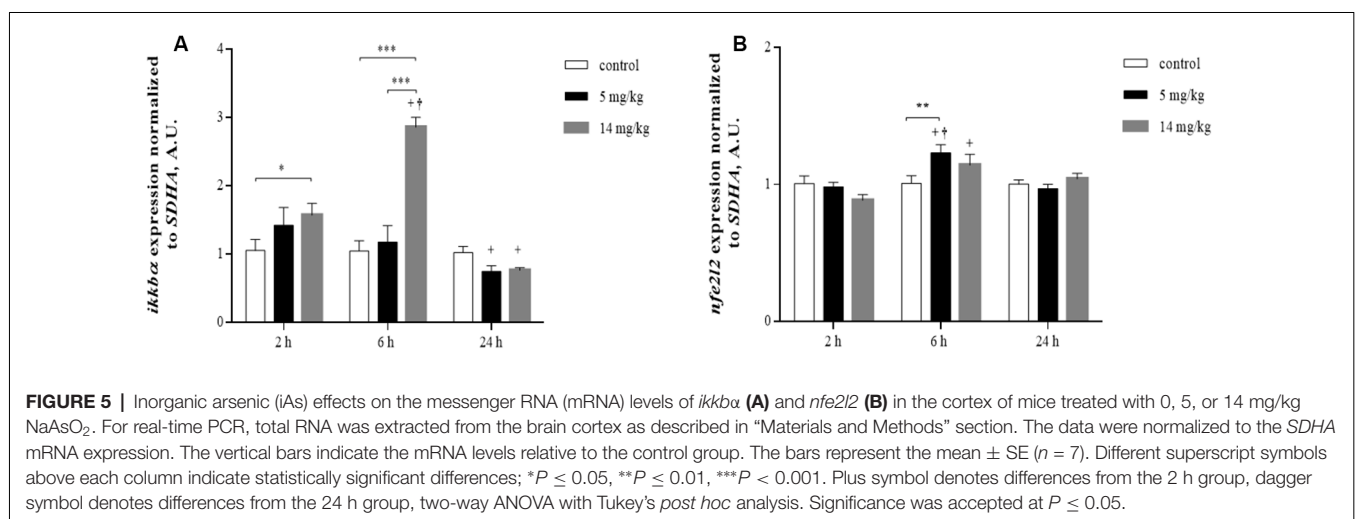 A
ikkbα expression normalized
to SDHA, A.U.
4
3
2
1
0
***
***
*
+†
+
+
2 h
6 h
24 h
control
5 mg/kg
14 mg/kg
B
nfe2l2 expression normalized
to SDHA, A.U.
2
1
0
**
+†
+
2 h
6 h
24 h
control
5 mg/kg
14 mg/kg
FIGURE 5 | Inorganic arsenic (iAs) effects on the messenger RNA (mRNA) levels of ikkbα (A) and nfe2l2 (B) in the cortex of mice treated with 0, 5, or 14 mg/kg
NaAsO₂. For real-time PCR, total RNA was extracted from the brain cortex as described in “Materials and Methods” section. The data were normalized to the SDHA
mRNA expression. The vertical bars indicate the mRNA levels relative to the control group. The bars represent the mean ± SE (n = 7). Different superscript symbols
above each column indicate statistically significant differences; *P ≤ 0.05, **P ≤ 0.01, ***P < 0.001. Plus symbol denotes differences from the 2 h group, dagger
symbol denotes differences from the 24 h group, two-way ANOVA with Tukey’s post hoc analysis. Significance was accepted at P ≤ 0.05.